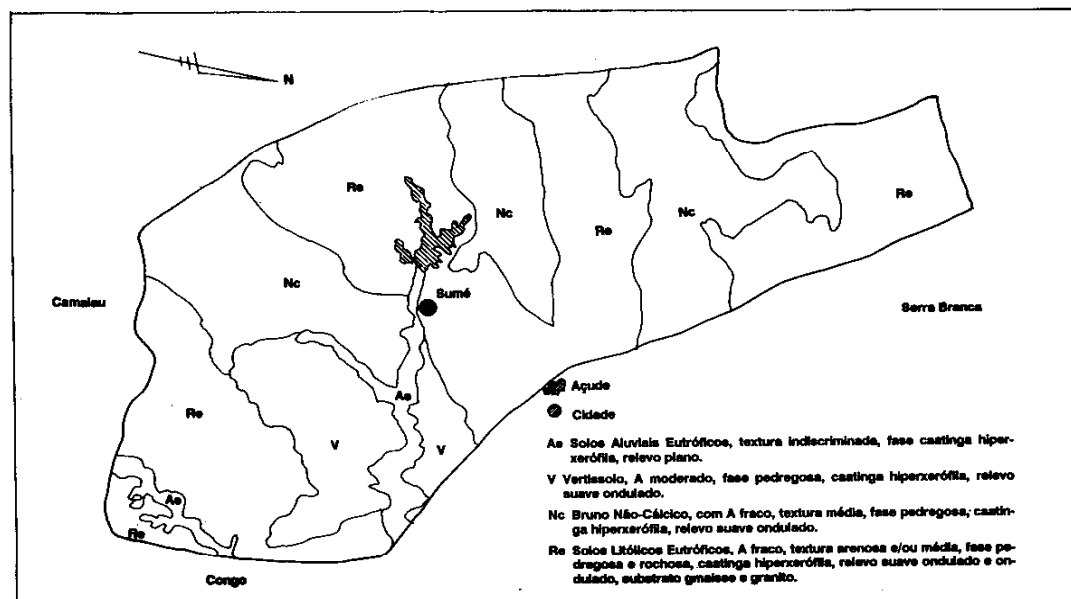 N
Re
Nc
Nc
Re
Re
Nc
Sumé
Camalau
Serra Branca
Açude
Ae
Cidade
Re
V
V
Ae Solos Aluviais Eutróficos, textura indiscriminada, fase caatinga hiper-
xerófila, relevo plano.
V Vertissolo, A moderado, fase pedregosa, caatinga hiperxerófila, relevo
suave ondulado.
Ae
Nc Bruno Não-Cálcico, com A fraco, textura média, fase pedregosa, caatin-
ga hiperxerófila, relevo suave ondulado.
Re
Re Solos Litólicos Eutróficos, A fraco, textura arenosa e/ou média, fase pe-
dregosa e rochosa, caatinga hiperxerófila, relevo suave ondulado e on-
dulado, substrato gnaisse e granito.
Congo